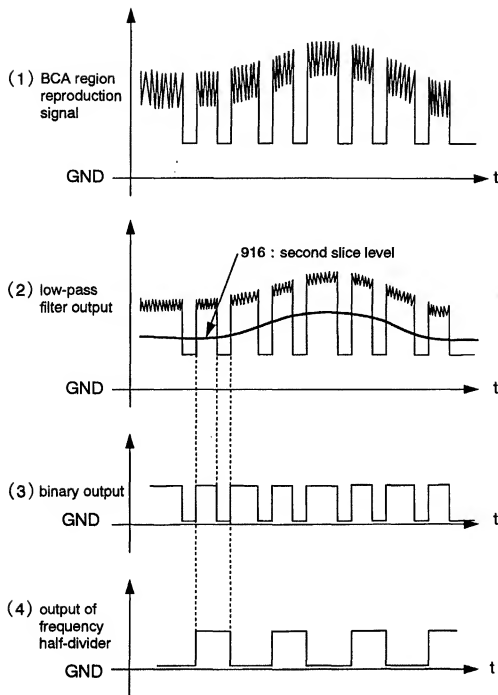 (1) BCA region
reproduction
signal
GND
t
916 : second slice level
(2) low-pass
filter output
GND
t
(3) binary output
GND
t
(4) output of
frequency
half-divider
t